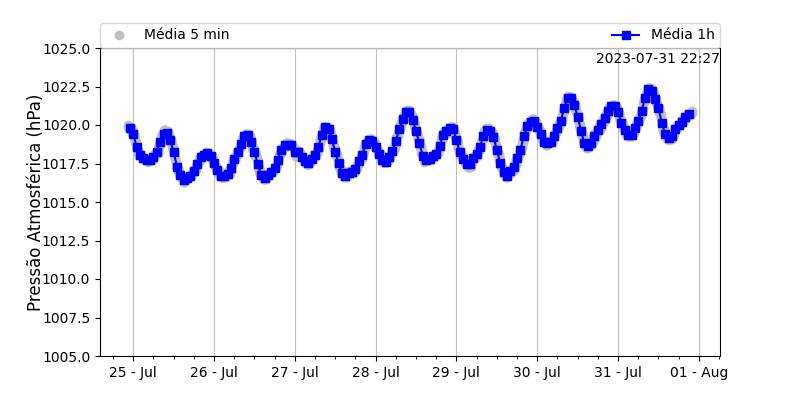 Média 5 min
Média 1h
2023-07-31 22:27
Pressão Atmosférica (hPa)
1025.0
1022.5
1020.0
1017.5
1015.0
1012.5
1010.0
1007.5
1005.0
25 - Jul
26 - Jul
27 - Jul
28 - Jul
29 - Jul
30 - Jul
31 - Jul
01 - Aug